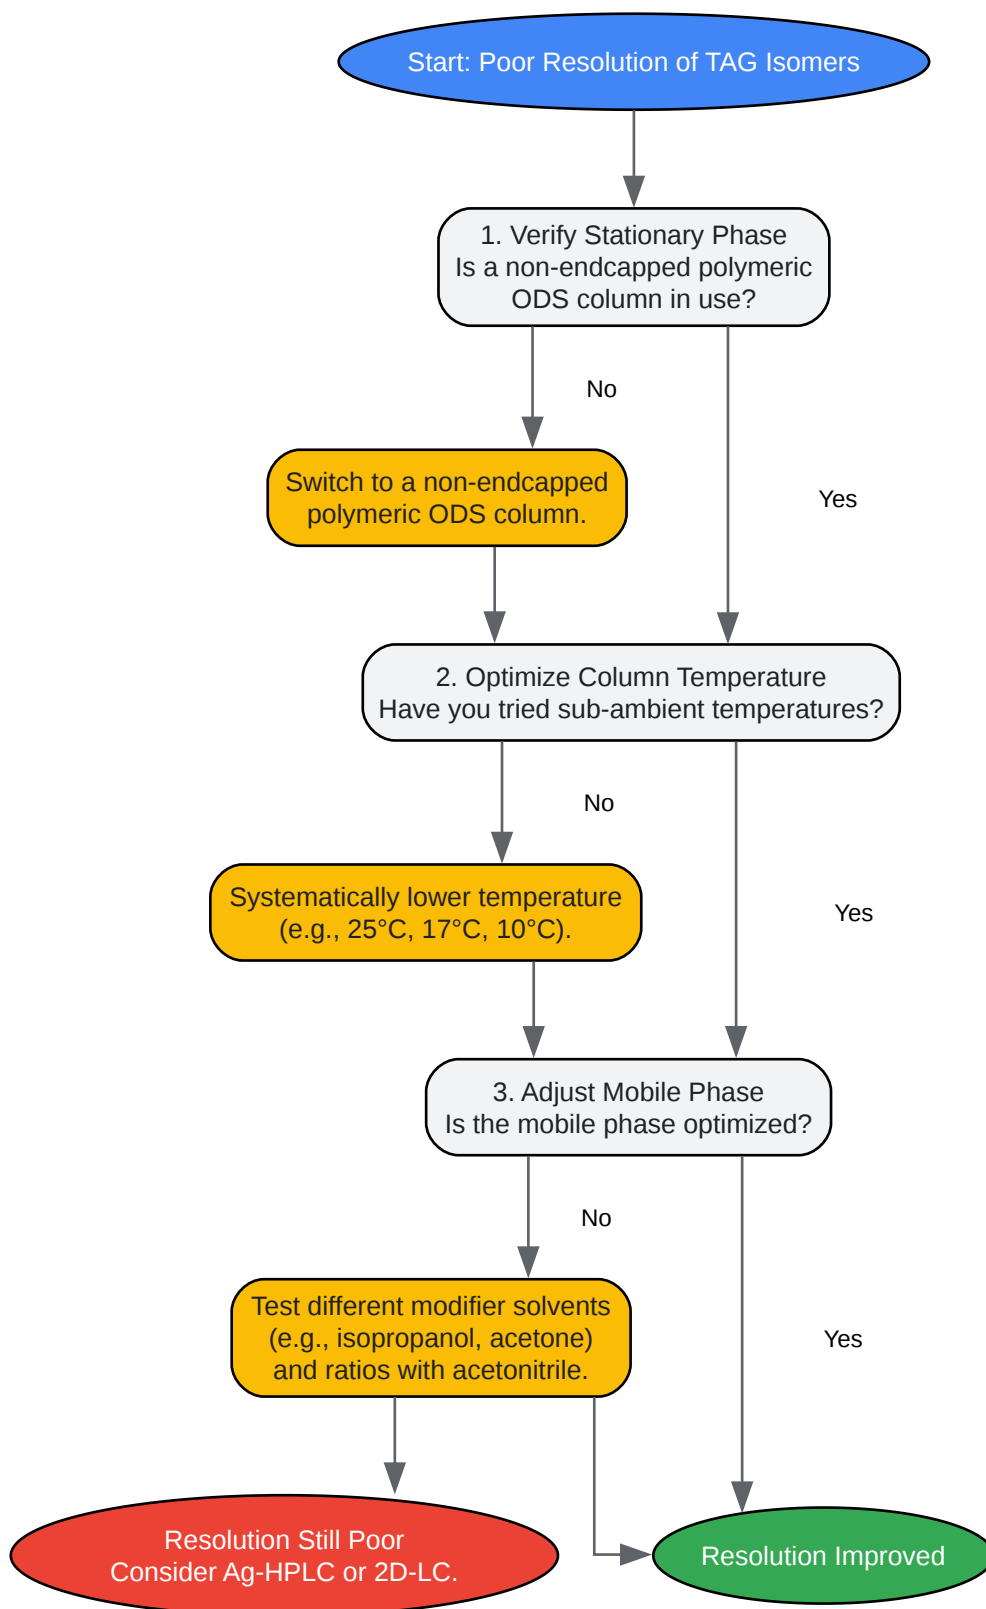 Start: Poor Resolution of TAG Isomers
1. Verify Stationary Phase
Is a non-endcapped polymeric
ODS column in use?
No
Switch to a non-endcapped
polymeric ODS column.
Yes
2. Optimize Column Temperature
Have you tried sub-ambient temperatures?
No
Systematically lower temperature
(e.g., 25°C, 17°C, 10°C).
Yes
3. Adjust Mobile Phase
Is the mobile phase optimized?
No
Test different modifier solvents
(e.g., isopropanol, acetone)
and ratios with acetonitrile.
Yes
Resolution Still Poor
Consider Ag-HPLC or 2D-LC.
Resolution Improved